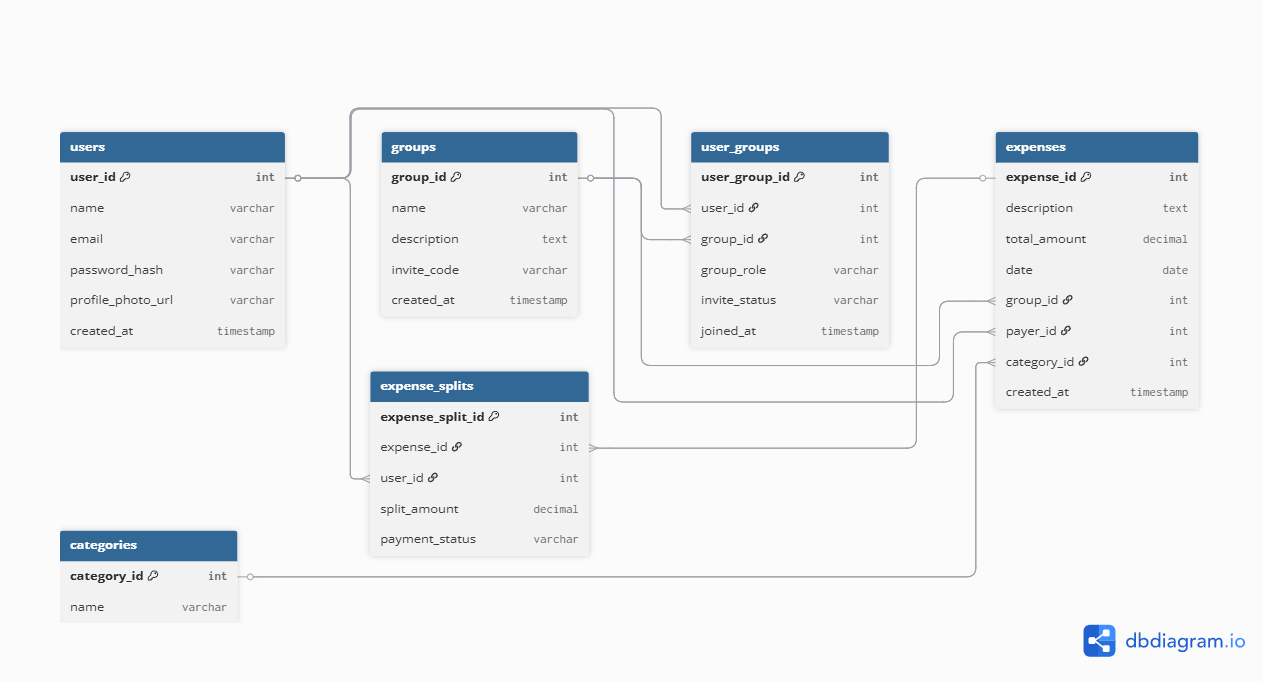 users
user_id int
name varchar
email varchar
password_hash varchar
profile_photo_url varchar
created_at timestamp
groups
group_id int
name varchar
description text
invite_code varchar
created_at timestamp
user_groups
user_group_id int
user_id int
group_id int
group_role varchar
invite_status varchar
joined_at timestamp
expenses
expense_id int
description text
total_amount decimal
date date
group_id int
payer_id int
category_id int
created_at timestamp
expense_splits
expense_split_id int
expense_id int
user_id int
split_amount decimal
payment_status varchar
categories
category_id int
name varchar
dbdiagram.io